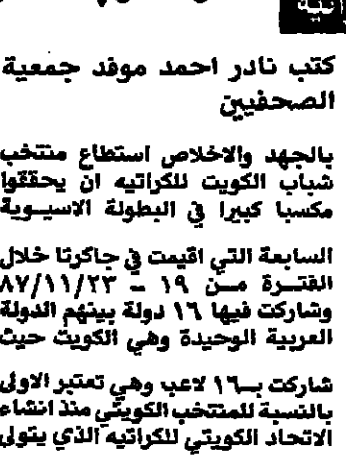 كتب نادر احمد موفد جمعية
الصحفيين
بالجهد والاخلاص استطاع منتخب
شباب الكويت للكراتيه ان يحققوا
مكسبا كبيرا في البطولة الاسيوية
السابعة التي اقيمت في جاكرتا خلال
الفترة من ١٩ - ٨٧/١١/٢٣
وشاركت فيها ١٦ دولة بينهم الدولة
العربية الوحيدة وهي الكويت حيث
شاركت بـ١٦ لاعب وهي تعتبر الاولى
بالنسبة للمنتخب الكويتي منذ انشاء
الاتحاد الكويتي للكراتيه الذي يتولى